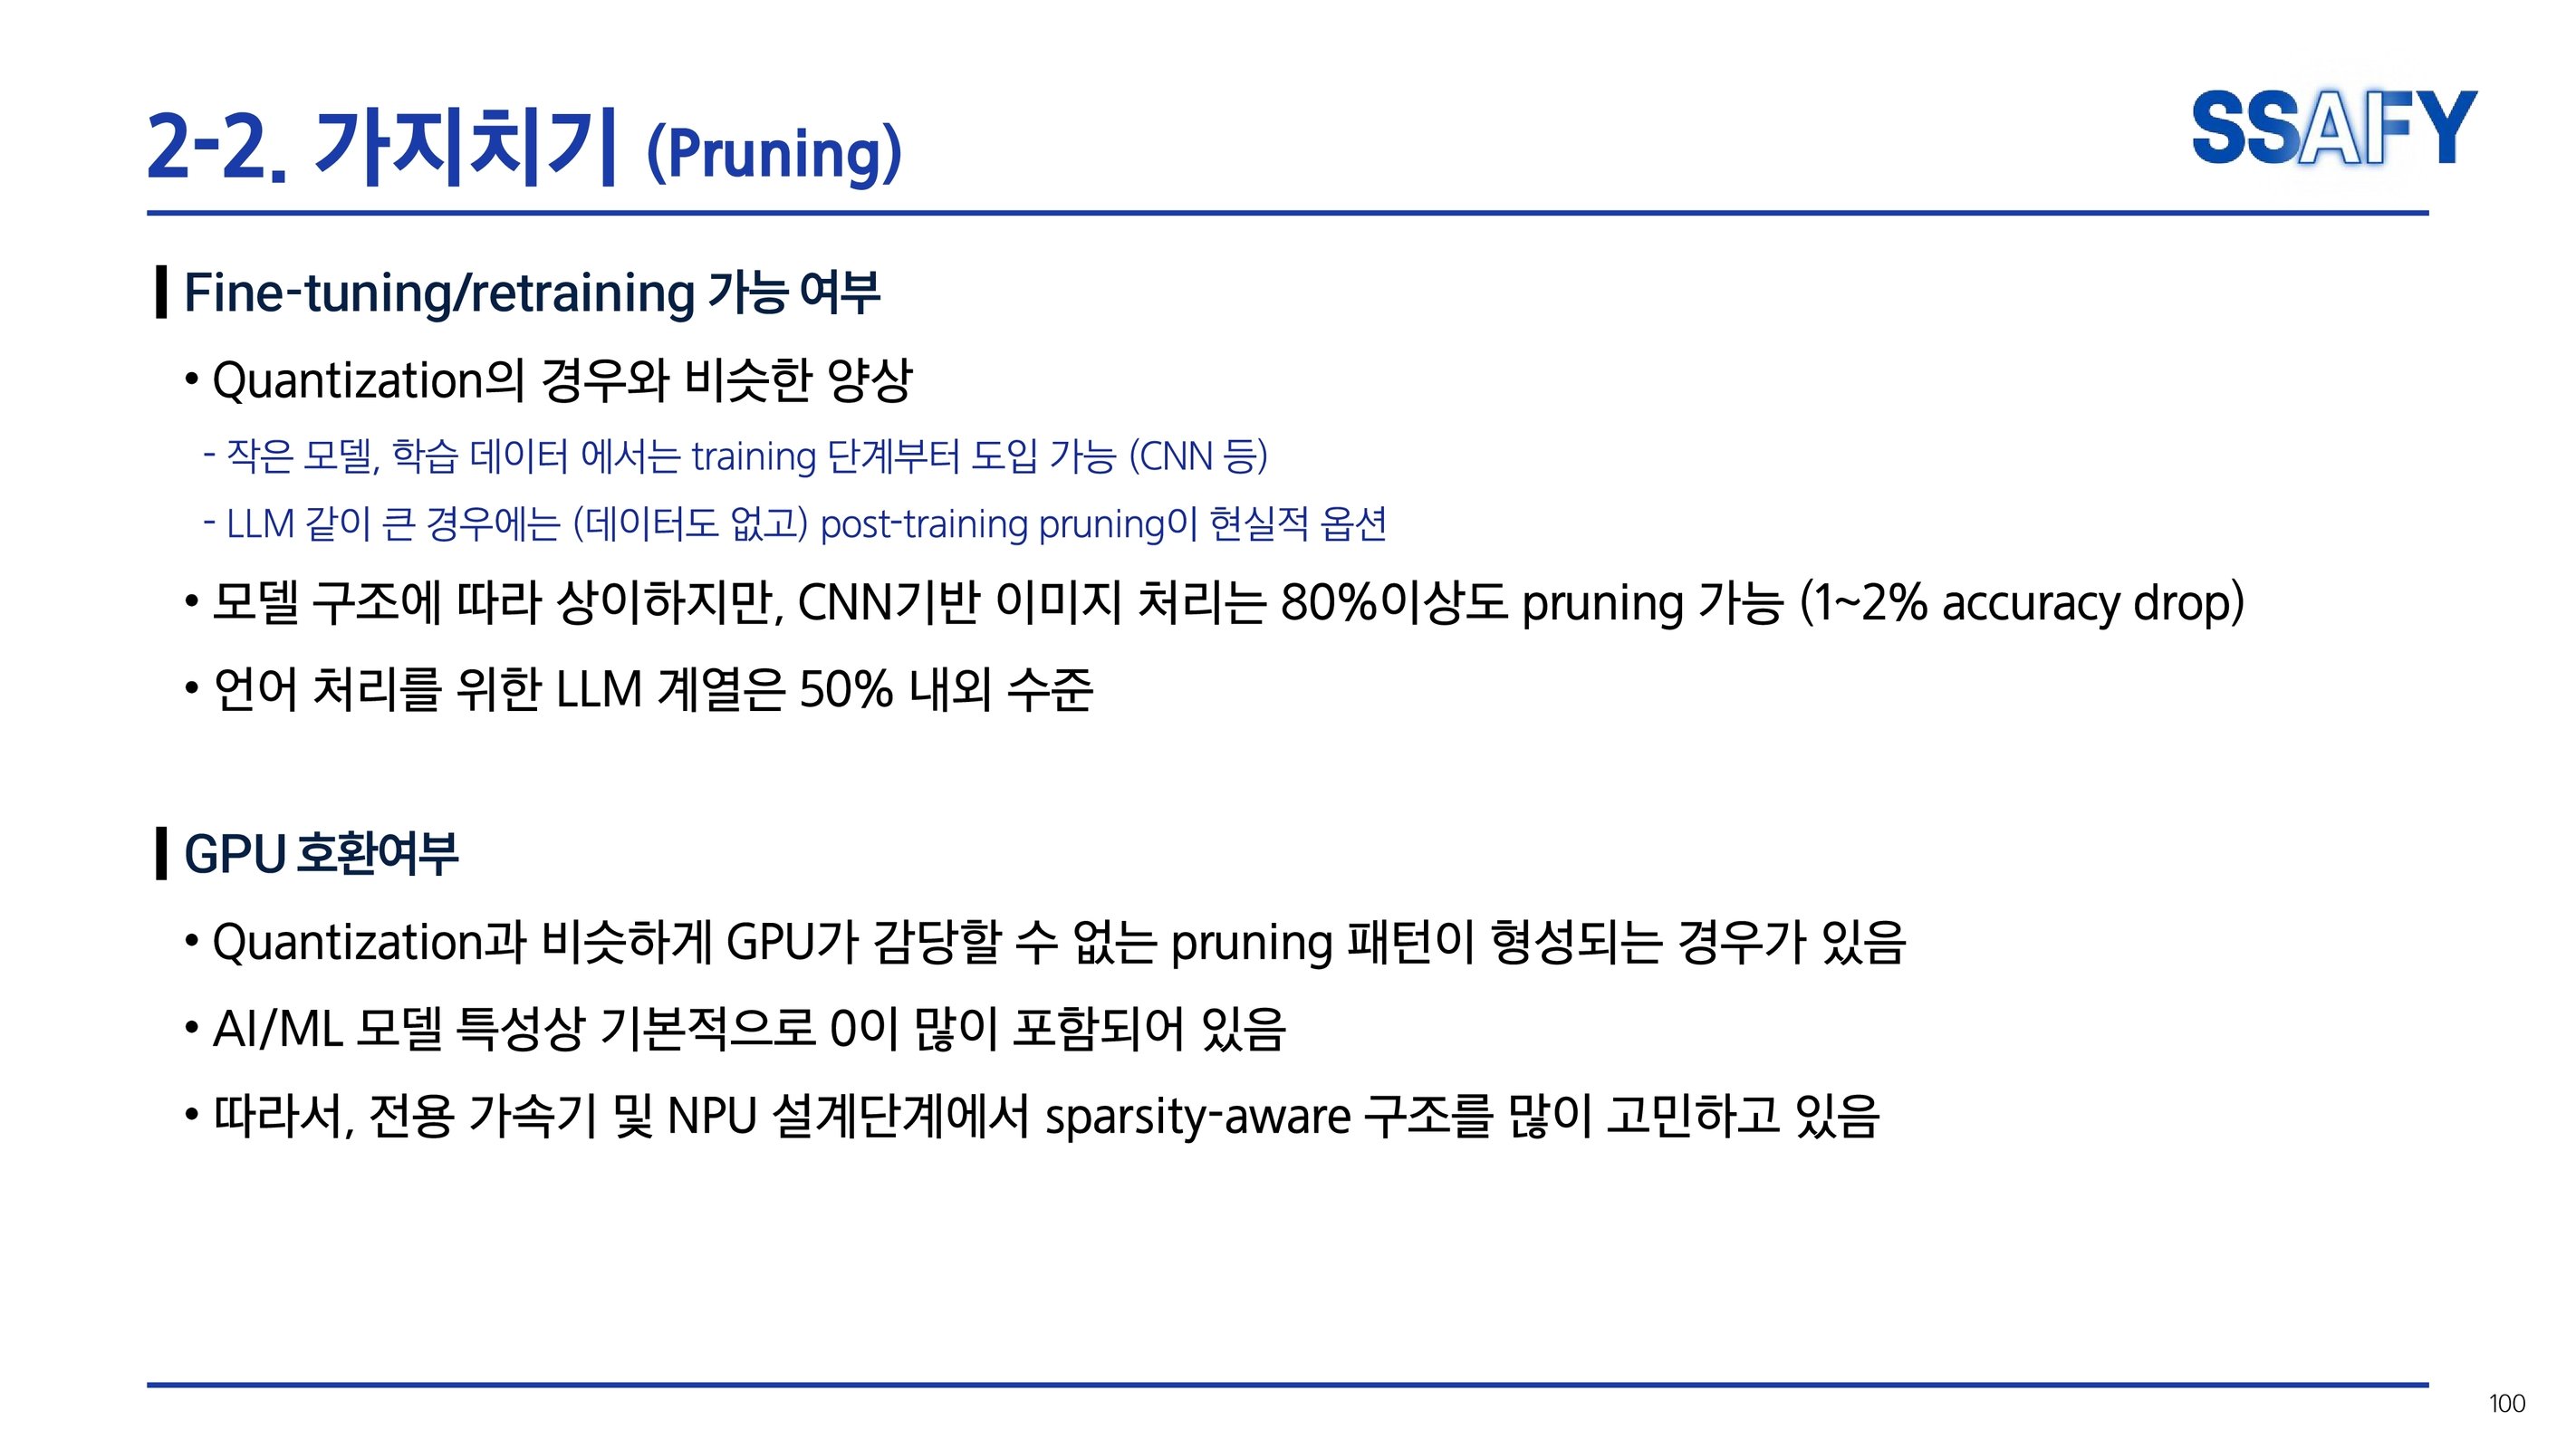 2-2. 가지치기 (Pruning)
SSAFY
Fine-tuning/retraining 가능 여부
• Quantization의 경우와 비슷한 양상
- 작은 모델, 학습 데이터 에서는 training 단계부터 도입 가능 (CNN 등)
- LLM 같이 큰 경우에는 (데이터도 없고) post-training pruning이 현실적 옵션
• 모델 구조에 따라 상이하지만, CNN기반 이미지 처리는 80%이상도 pruning 가능 (1~2% accuracy drop)
• 언어 처리를 위한 LLM 계열은 50% 내외 수준
GPU 호환여부
• Quantization과 비슷하게 GPU가 감당할 수 없는 pruning 패턴이 형성되는 경우가 있음
• AI/ML 모델 특성상 기본적으로 0이 많이 포함되어 있음
• 따라서, 전용 가속기 및 NPU 설계단계에서 sparsity-aware 구조를 많이 고민하고 있음
100